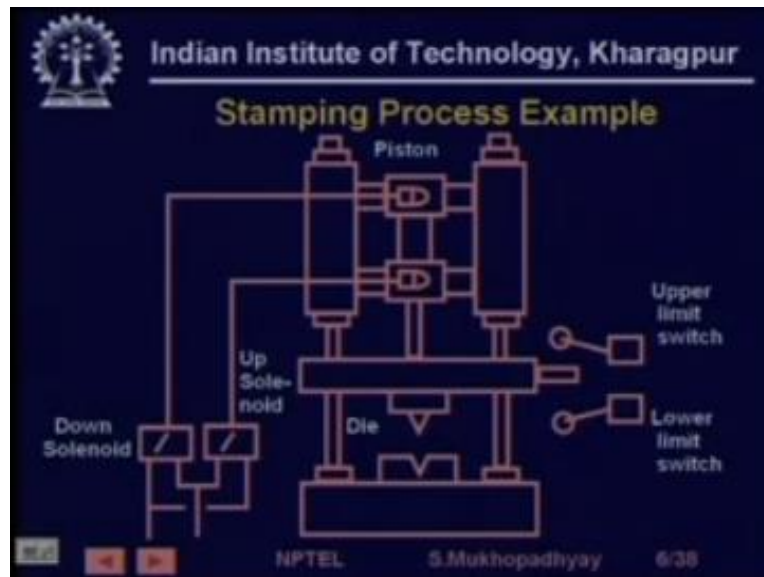 Indian Institute of Technology, Kharagpur
Stamping Process Example
Piston
Upper
limit
switch
Up
Sole-
noid
Down
Solenoid
Die
Lower
limit
switch
NPTEL
S.Mukhopadhyay
6/38